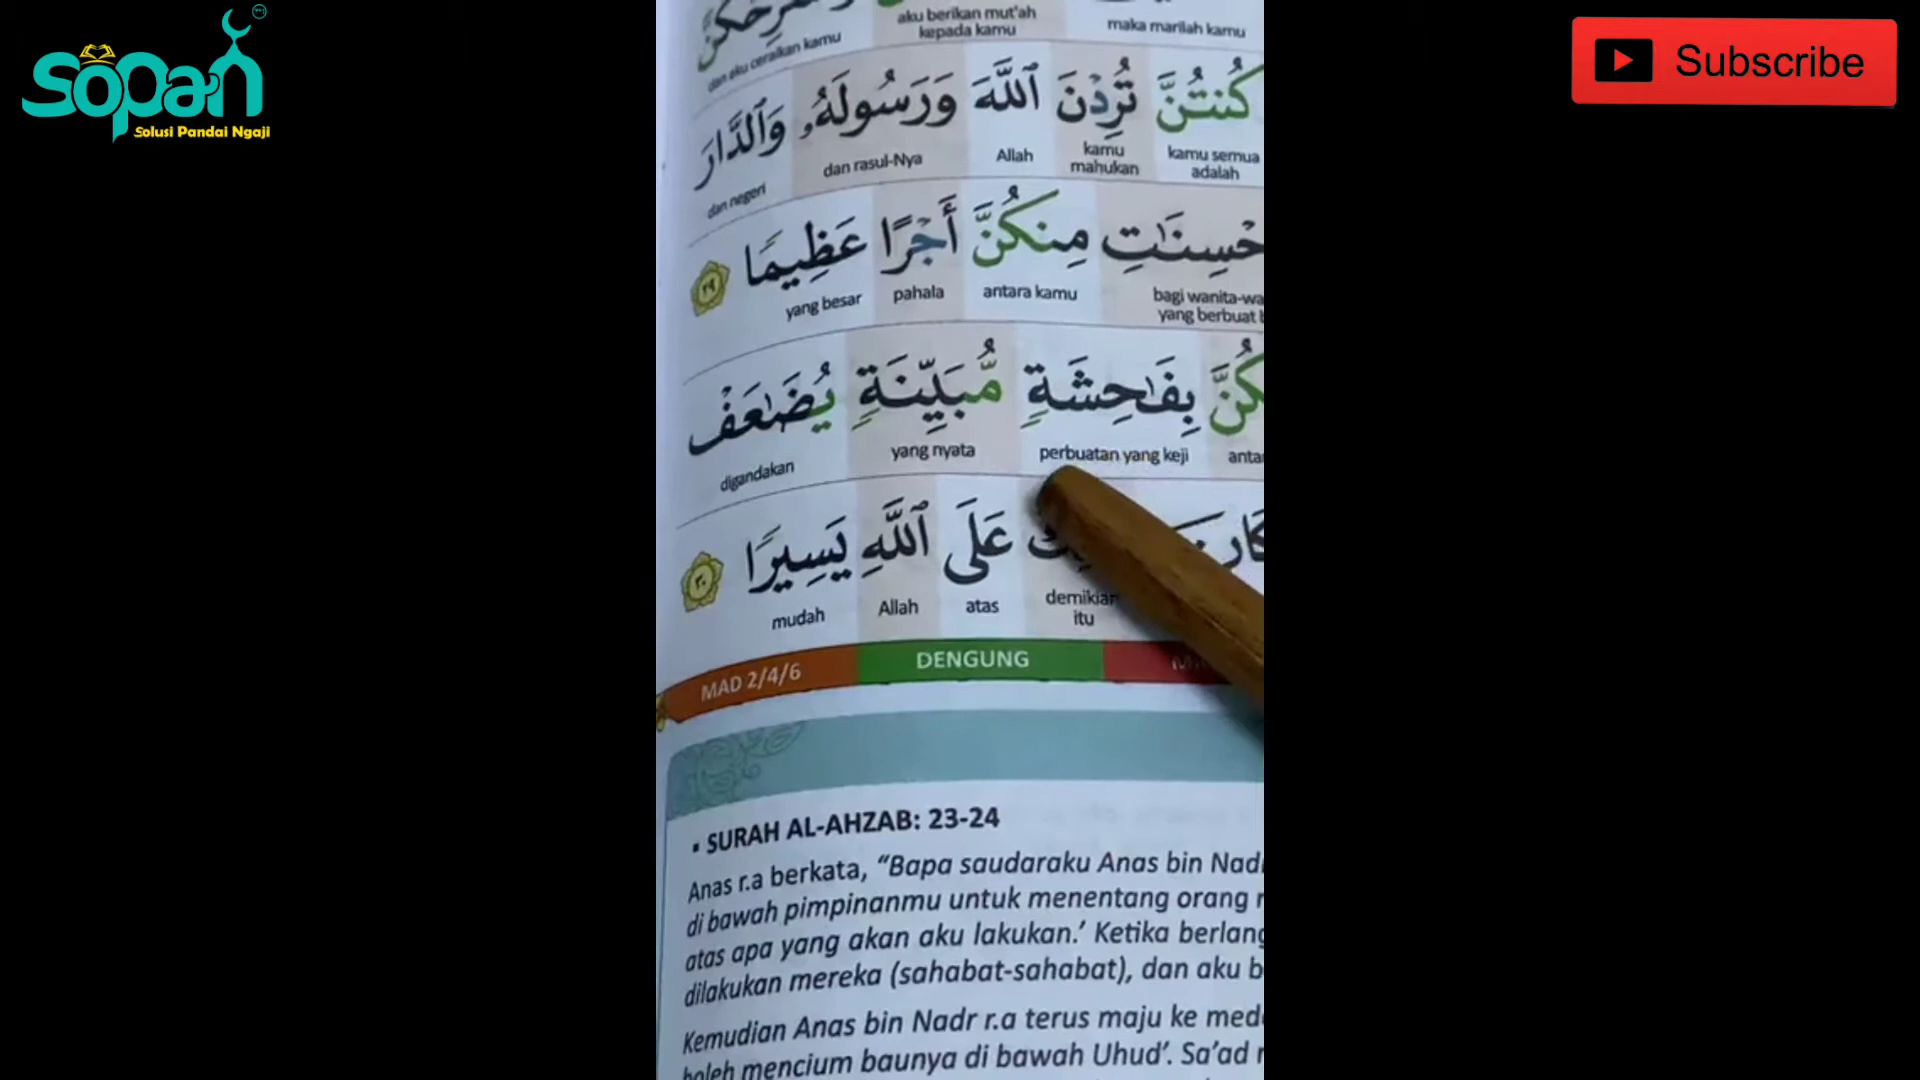 sopan
Solusi Pandai Ngaji
Subscribe
aku berikan mut'ah
kepada kamu
maka marilah kamu
dan aku ceraikan kamu
كُنتُنَّ تُرِدْنَ ٱللَّهَ وَرَسُولَهُۥ وَٱلدَّارَ
kamu semua
adalah
kamu
mahukan
Allah
dan rasul-Nya
dan negeri
مِنكُنَّ أَجْرًا عَظِيمًا ٢٩
bagi wanita-wa
yang berbuat b
antara kamu
pahala
yang besar
بِفَٰحِشَةٍ مُّبَيِّنَةٍ يُضَٰعَفْ
anta
perbuatan yang keji
yang nyata
digandakan
عَلَى ٱللَّهِ يَسِيرًا ٣٠
demikian
itu
atas
Allah
mudah
MAD 2/4/6 DENGUNG
• SURAH AL-AHZAB: 23-24
Anas r.a berkata, “Bapa saudaraku Anas bin Nad
di bawah pimpinanmu untuk menentang orang
atas apa yang akan aku lakukan.’ Ketika berlang
dilakukan mereka (sahabat-sahabat), dan aku b
Kemudian Anas bin Nadr r.a terus maju ke med
boleh mencium baunya di bawah Uhud’. Sa’ad